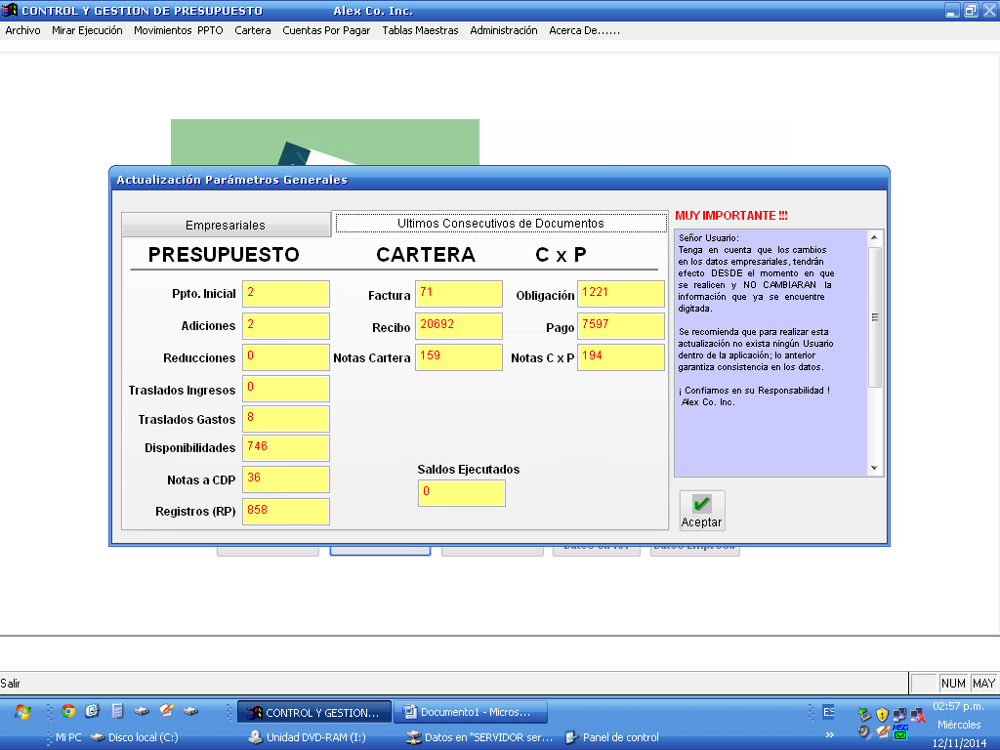 CONTROL Y GESTION DE PRESUPUESTO Alex Co. Inc.
Archivo Mirar Ejecución Movimientos PPTO Cartera Cuentas Por Pagar Tablas Maestras Administración Acerca De......
Actualización Parámetros Generales
Empresariales
Ultimos Consecutivos de Documentos
PRESUPUESTO CARTERA C x P
Ppto. Inicial 2 Factura 71 Obligación 1221
Adiciones 2 Recibo 20692 Pago 7597
Reducciones 0 Notas Cartera 159 Notas C x P 194
Traslados Ingresos 0
Traslados Gastos 8
Disponibilidades 746
Notas a CDP 36
Registros (RP) 858
Saldos Ejecutados
0
MUY IMPORTANTE !!!
Señor Usuario:
Tenga en cuenta que los cambios
en los datos empresariales, tendrán
efecto DESDE el momento en que
se realicen y NO CAMBIARAN la
información que ya se encuentre
digitada.
Se recomienda que para realizar esta
actualización no exista ningún Usuario
dentro de la aplicación; lo anterior
garantiza consistencia en los datos.
¡ Confiamos en su Responsabilidad !
Alex Co. Inc.
Aceptar
Salir NUM MAY
CONTROL Y GESTION... Documento1 - Micros... ES 02:57 p.m.
Miércoles
Mi PC Disco local (C:) Unidad DVD-RAM (I:) Datos en "SERVIDOR ser... Panel de control » MSG
12/11/2014